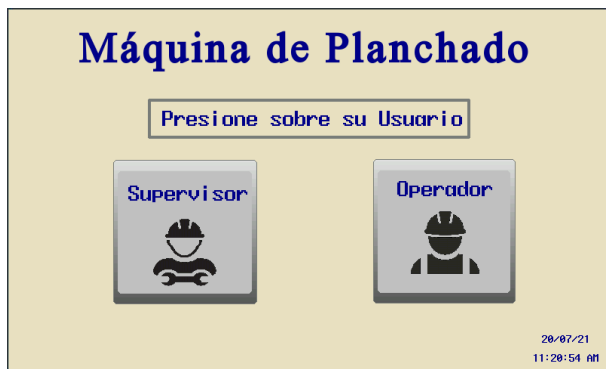 Máquina de Planchado
Presione sobre su Usuario
Supervisor
Operador
20/07/21
11:20:54 AM